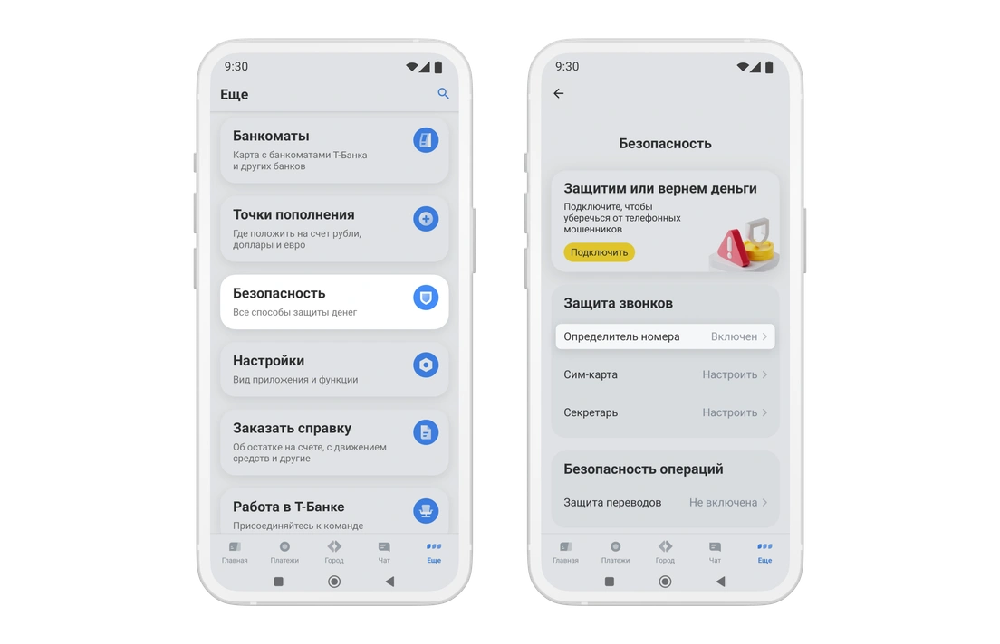 9:30
Еще
Банкоматы
Карта с банкоматами Т-Банка
и других банков
Точки пополнения
Где положить на счет рубли,
доллары и евро
Безопасность
Все способы защиты денег
Настройки
Вид приложения и функции
Заказать справку
Об остатке на счете, с движением
средств и другие
Работа в Т-Банке
Присоединяйтесь к команде
Главная
Платежи
Город
Чат
Еще
9:30
Безопасность
Защитим или вернем деньги
Подключите, чтобы
уберечься от телефонных
мошенников
Подключить
Защита звонков
Определитель номера Включен
Сим-карта Настроить
Секретарь Настроить
Безопасность операций
Защита переводов Не включена
Главная
Платежи
Город
Чат
Еще